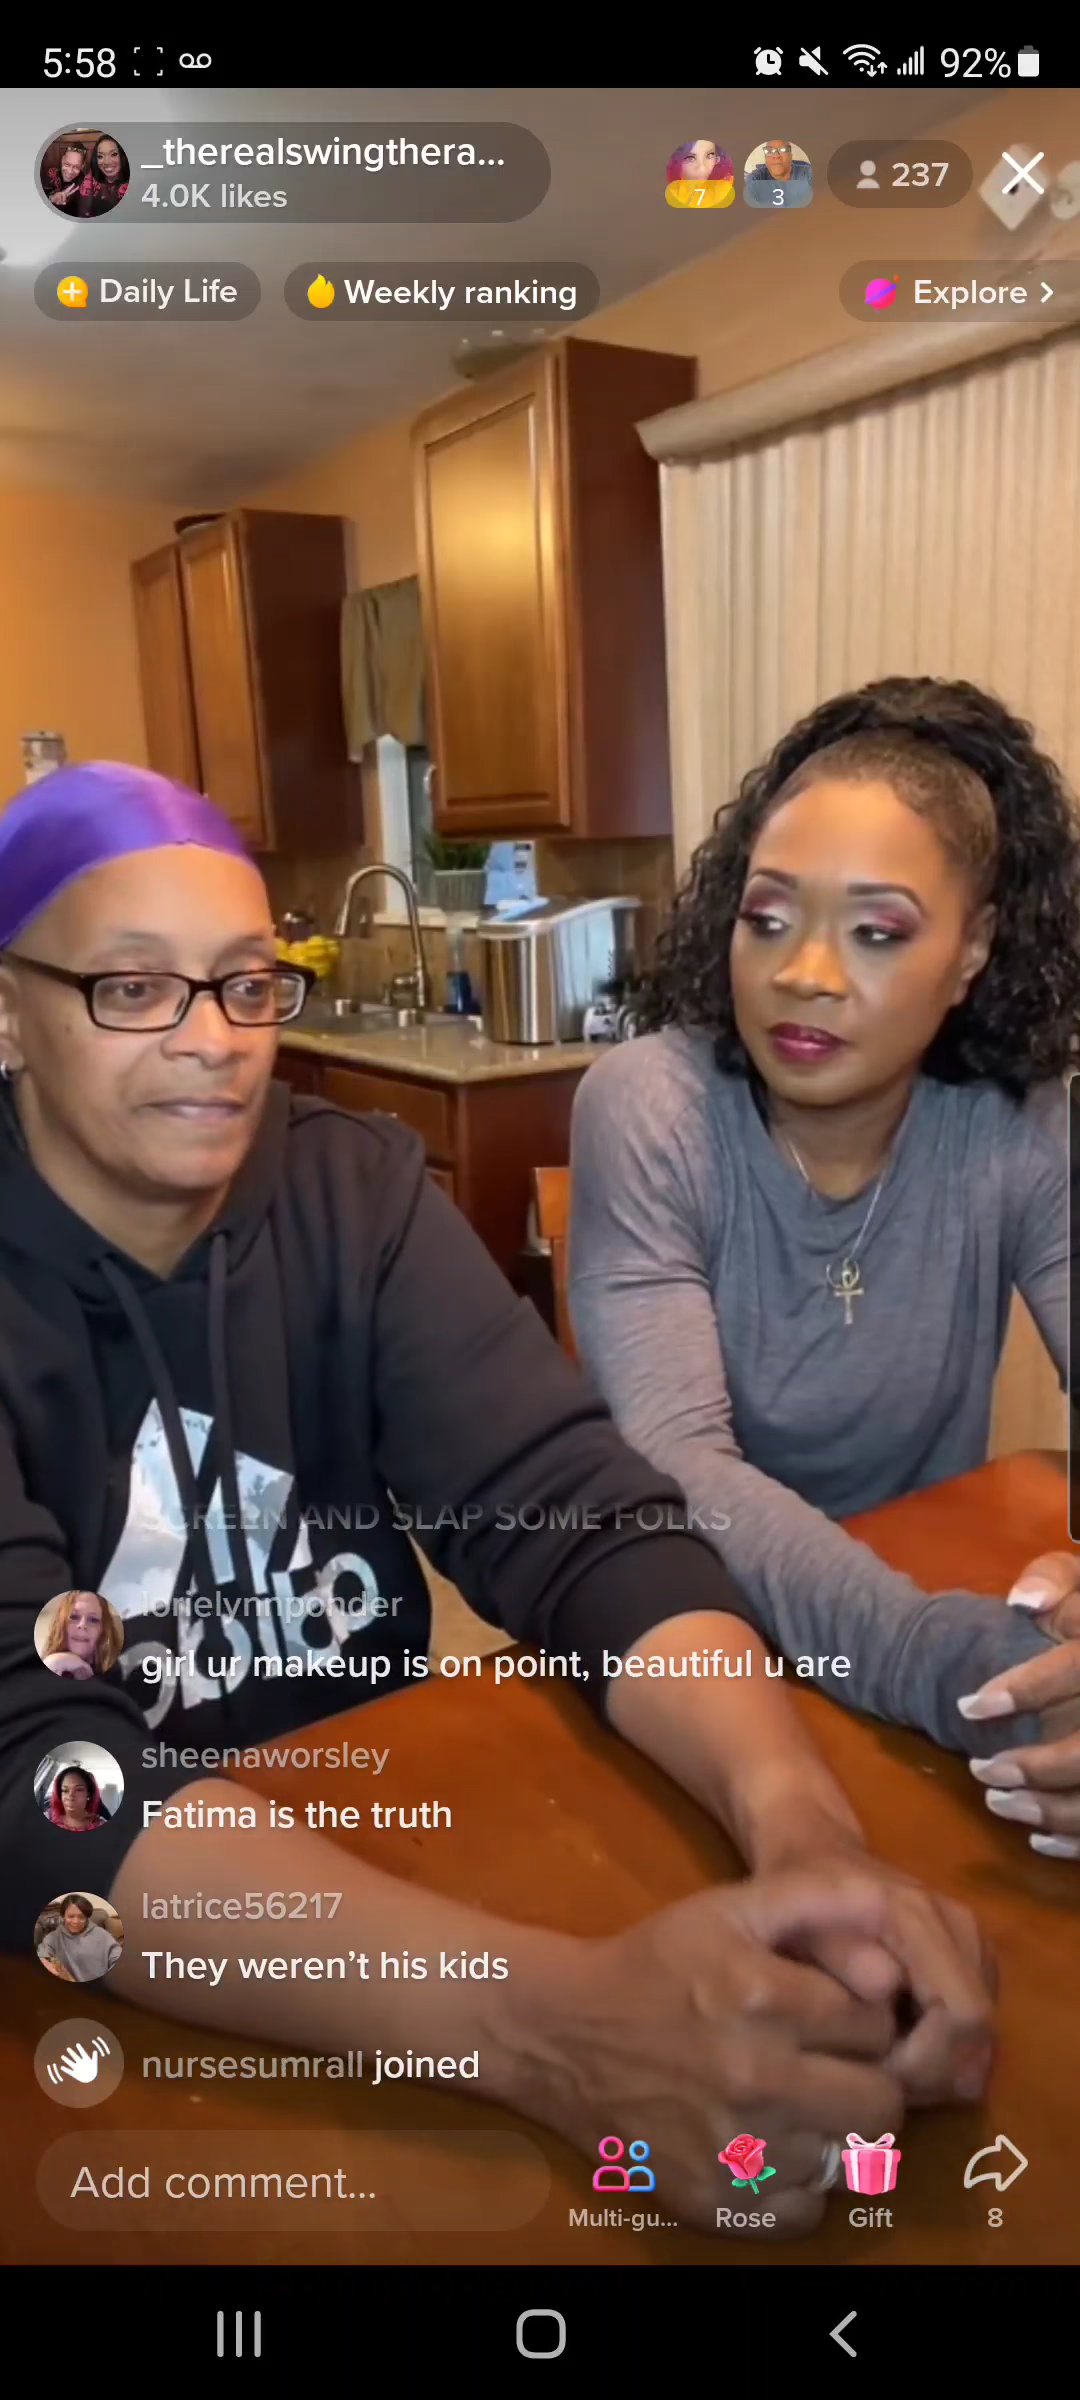 5:58
92%
_therealswingthera...
4.0K likes
7
3
237
Daily Life
Weekly ranking
Explore
SCREEN AND SLAP SOME FOLKS
lorielynnponder
girl ur makeup is on point, beautiful u are
sheenaworsley
Fatima is the truth
latrice56217
They weren’t his kids
nursesumrall joined
Add comment...
Multi-gu...
Rose
Gift
8